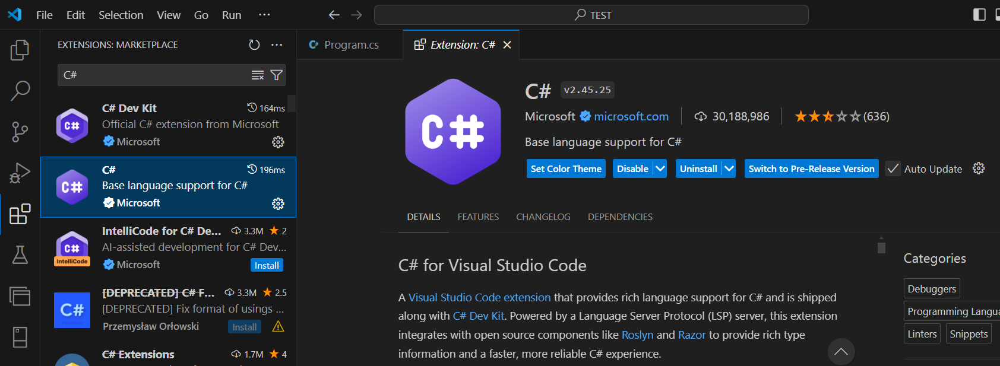 File Edit Selection View Go Run ...
TEST
EXTENSIONS: MARKETPLACE
C#
C# Dev Kit 164ms
Official C# extension from Microsoft
Microsoft
C# 196ms
Base language support for C#
Microsoft
IntelliCode for C# De... 3.3M 2
AI-assisted development for C# Dev...
Microsoft Install
IntelliCode
[DEPRECATED] C# F... 3.3M 2.5
[DEPRECATED] Fix format of usings ...
Przemysław Orłowski Install
C# Extensions 1.7M 4
Program.cs
Extension: C#
C# v2.45.25
Microsoft microsoft.com 30,188,986 (636)
Base language support for C#
Set Color Theme Disable Uninstall Switch to Pre-Release Version Auto Update
DETAILS FEATURES CHANGELOG DEPENDENCIES
C# for Visual Studio Code
A Visual Studio Code extension that provides rich language support for C# and is shipped
along with C# Dev Kit. Powered by a Language Server Protocol (LSP) server, this extension
integrates with open source components like Roslyn and Razor to provide rich type
information and a faster, more reliable C# experience.
Categories
Debuggers
Programming Langua
Linters Snippets